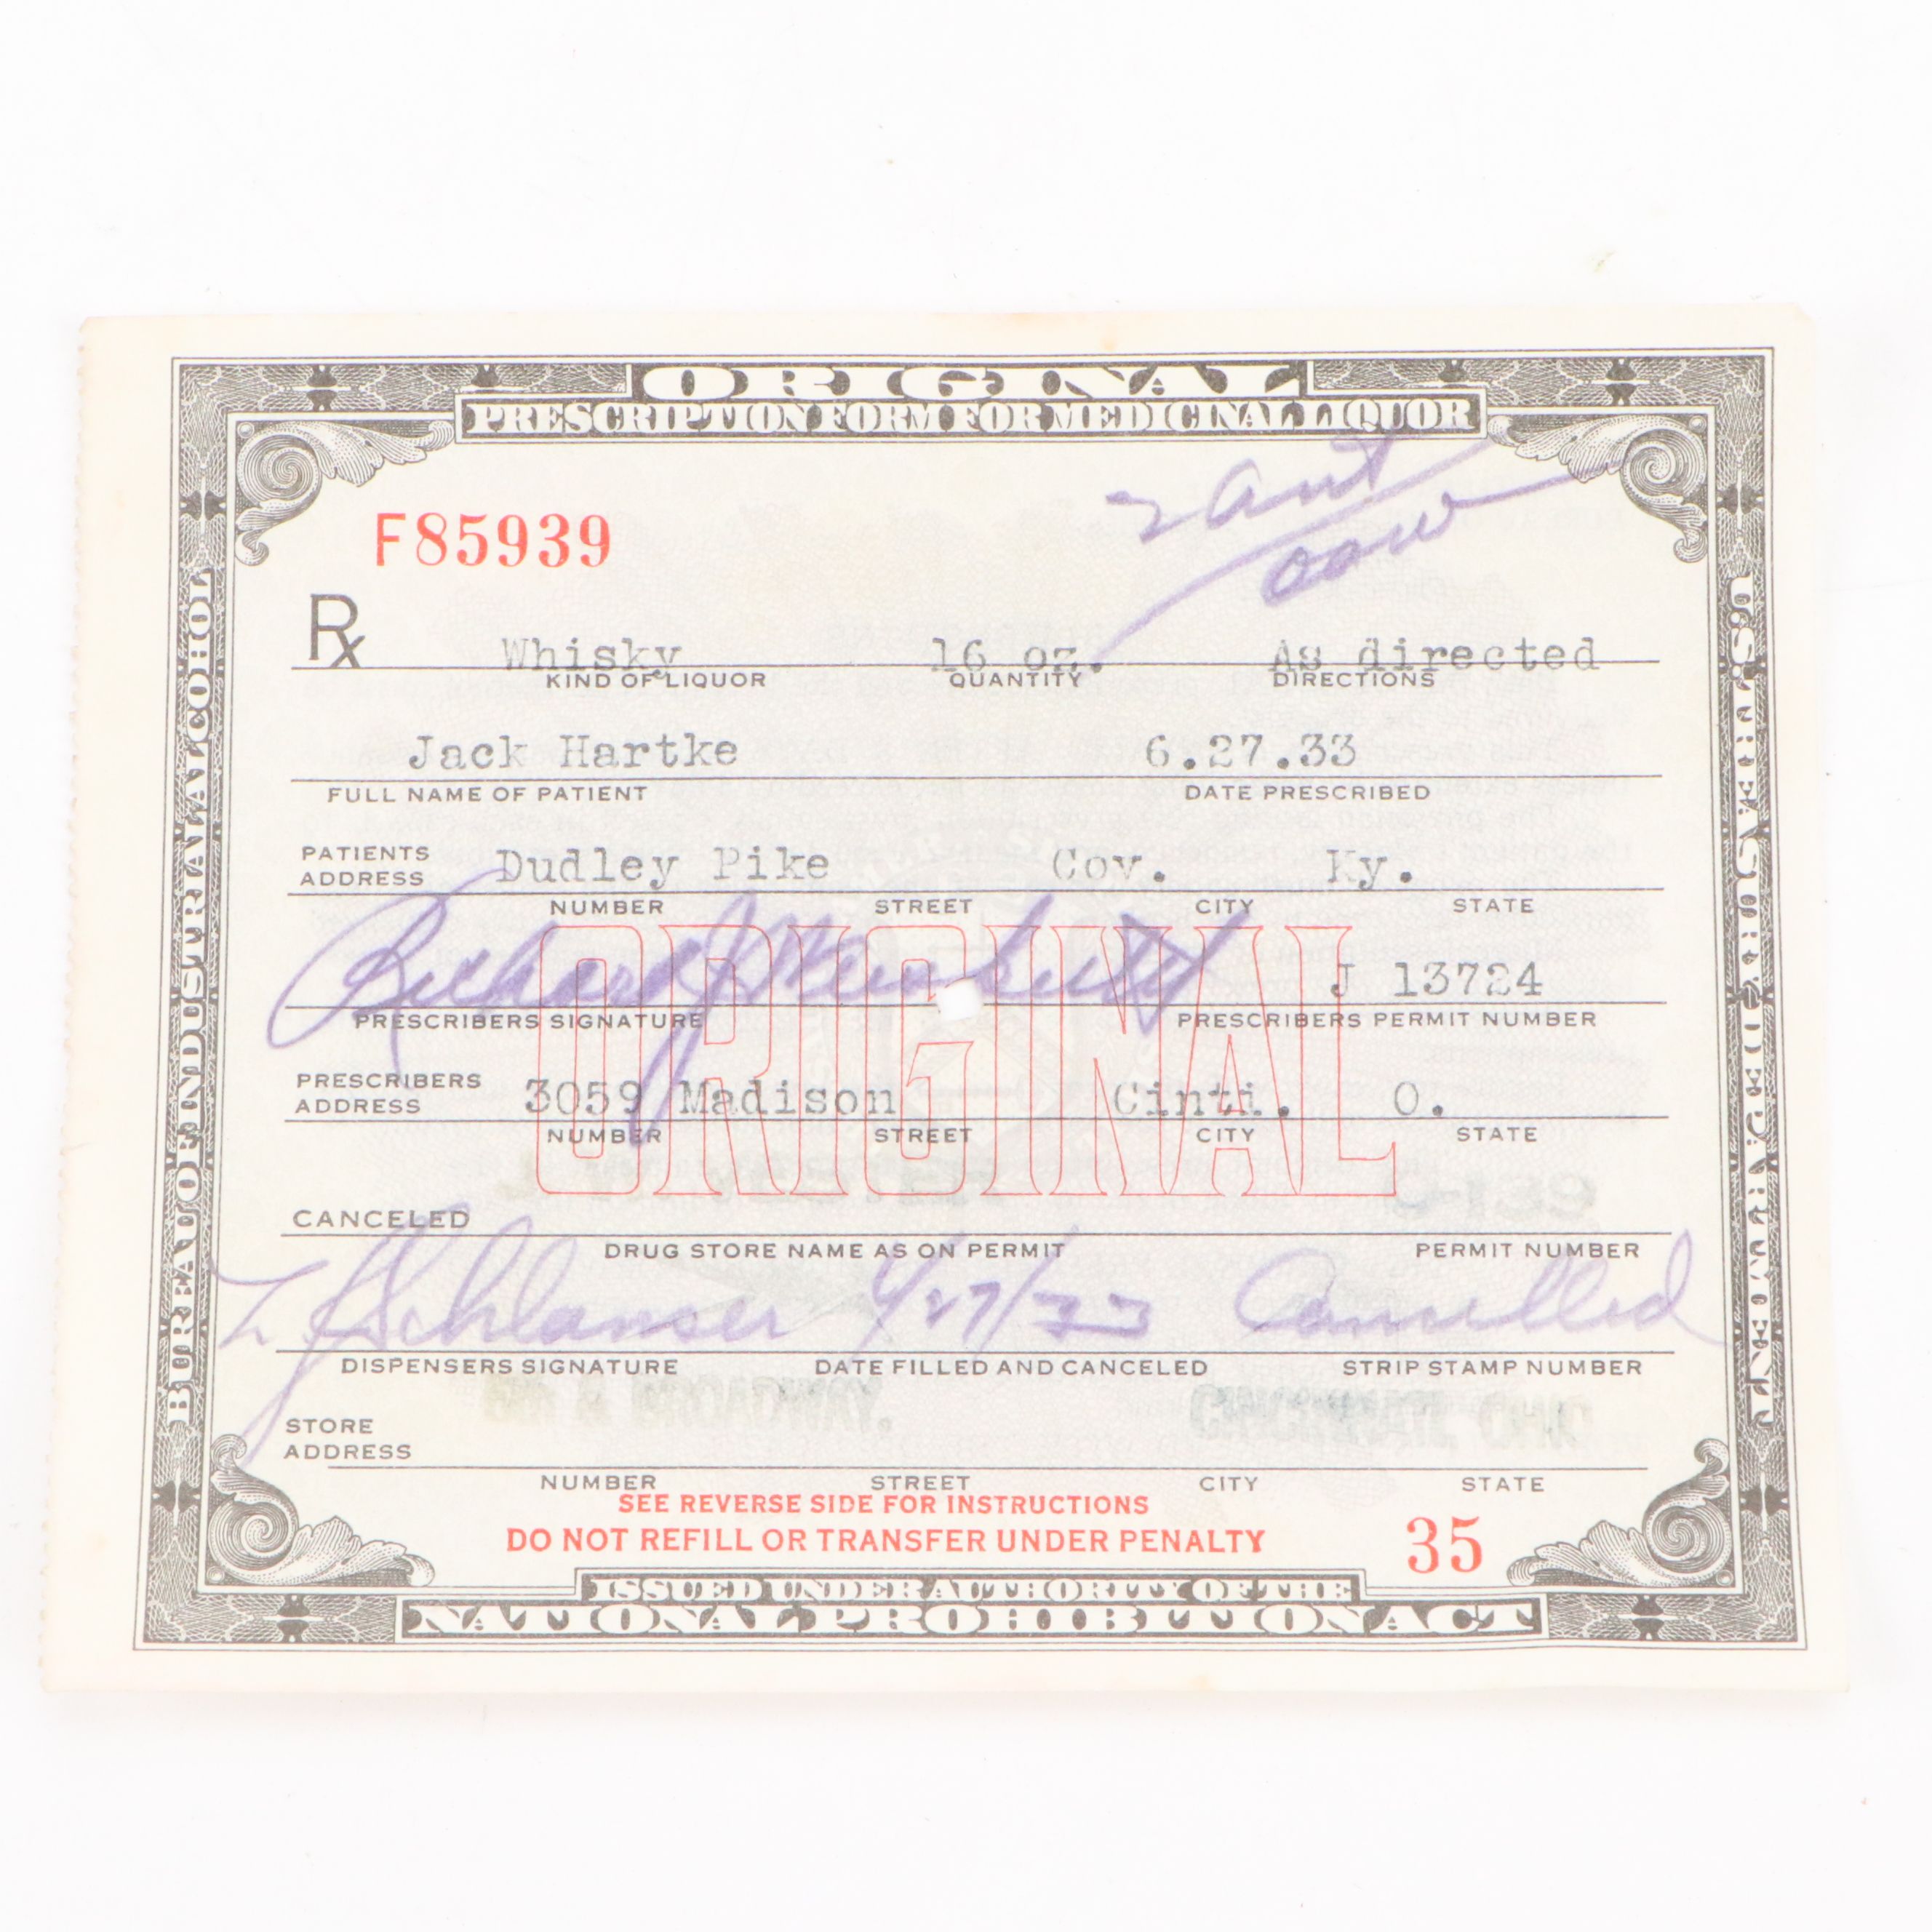 ORIGINAL
PRESCRIPTION FORM FOR MEDICINAL LIQUOR
BUREAU OF INDUSTRIAL ALCOHOL
U.S. TREASURY DEPARTMENT
F85939
Rx Whisky 16 oz. As directed
KIND OF LIQUOR QUANTITY DIRECTIONS
Jack Hartke 6.27.33
FULL NAME OF PATIENT DATE PRESCRIBED
PATIENTS ADDRESS Dudley Pike Cov. Ky.
NUMBER STREET CITY STATE
ORIGINAL
Richard J 
J 13724
PRESCRIBERS SIGNATURE PRESCRIBERS PERMIT NUMBER
PRESCRIBERS ADDRESS 3059 Madison Cinti. O.
NUMBER STREET CITY STATE
CANCELED
DRUG STORE NAME AS ON PERMIT PERMIT NUMBER
Schlanser 6/27/33 Cancelled
DISPENSERS SIGNATURE DATE FILLED AND CANCELED STRIP STAMP NUMBER
STORE ADDRESS
NUMBER STREET CITY STATE
SEE REVERSE SIDE FOR INSTRUCTIONS
DO NOT REFILL OR TRANSFER UNDER PENALTY 35
ISSUED UNDER AUTHORITY OF THE
NATIONAL PROHIBITION ACT